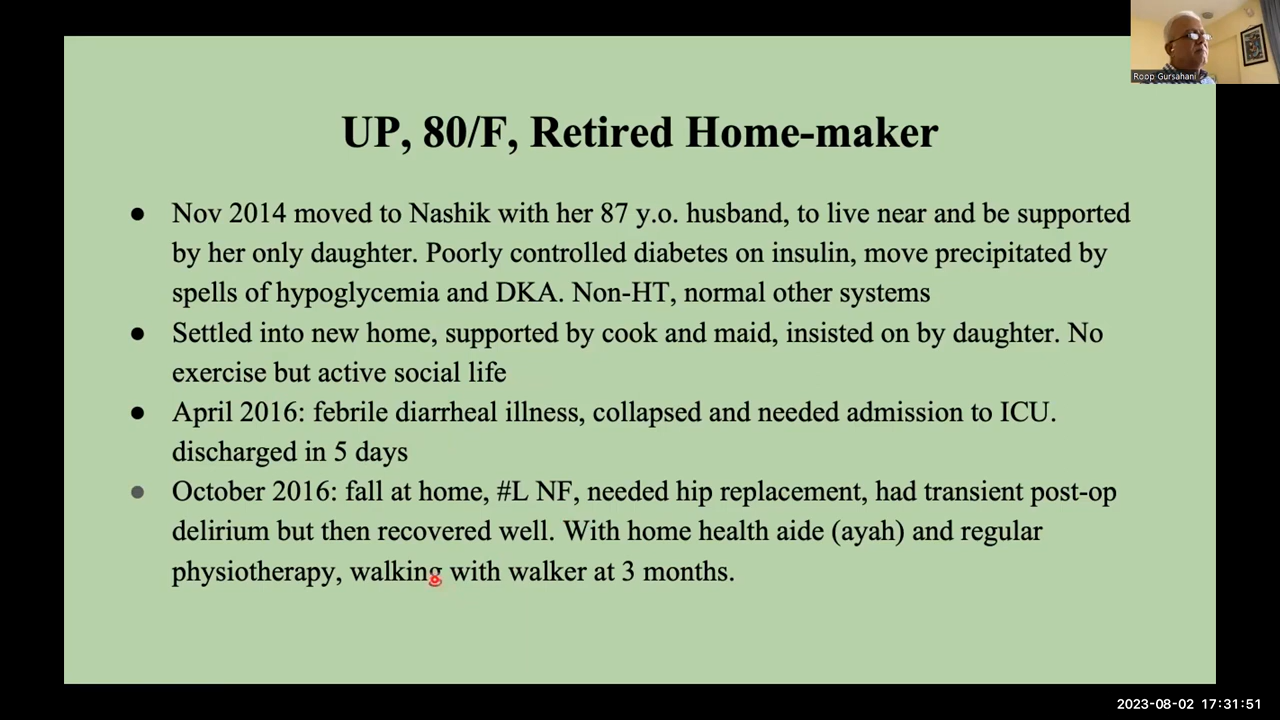 Roop Gursahani
UP, 80/F, Retired Home-maker
● Nov 2014 moved to Nashik with her 87 y.o. husband, to live near and be supported
by her only daughter. Poorly controlled diabetes on insulin, move precipitated by
spells of hypoglycemia and DKA. Non-HT, normal other systems
● Settled into new home, supported by cook and maid, insisted on by daughter. No
exercise but active social life
● April 2016: febrile diarrheal illness, collapsed and needed admission to ICU.
discharged in 5 days
● October 2016: fall at home, #L NF, needed hip replacement, had transient post-op
delirium but then recovered well. With home health aide (ayah) and regular
physiotherapy, walking with walker at 3 months.
2023-08-02 17:31:51